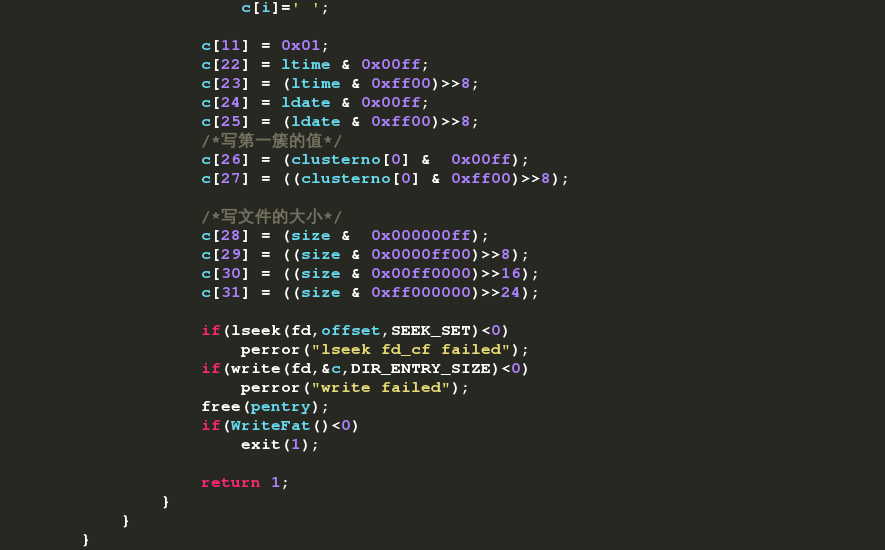 c[i]=' ';
c[11] = 0x01;
c[22] = ltime & 0x00ff;
c[23] = (ltime & 0xff00)>>8;
c[24] = ldate & 0x00ff;
c[25] = (ldate & 0xff00)>>8;
/*写第一簇的值*/
c[26] = (clusterno[0] &  0x00ff);
c[27] = ((clusterno[0] & 0xff00)>>8);
/*写文件的大小*/
c[28] = (size &  0x000000ff);
c[29] = ((size & 0x0000ff00)>>8);
c[30] = ((size & 0x00ff0000)>>16);
c[31] = ((size & 0xff000000)>>24);
if(lseek(fd,offset,SEEK_SET)<0)
perror("lseek fd_cf failed");
if(write(fd,&c,DIR_ENTRY_SIZE)<0)
perror("write failed");
free(pentry);
if(WriteFat()<0)
exit(1);
return 1;
}
}
}